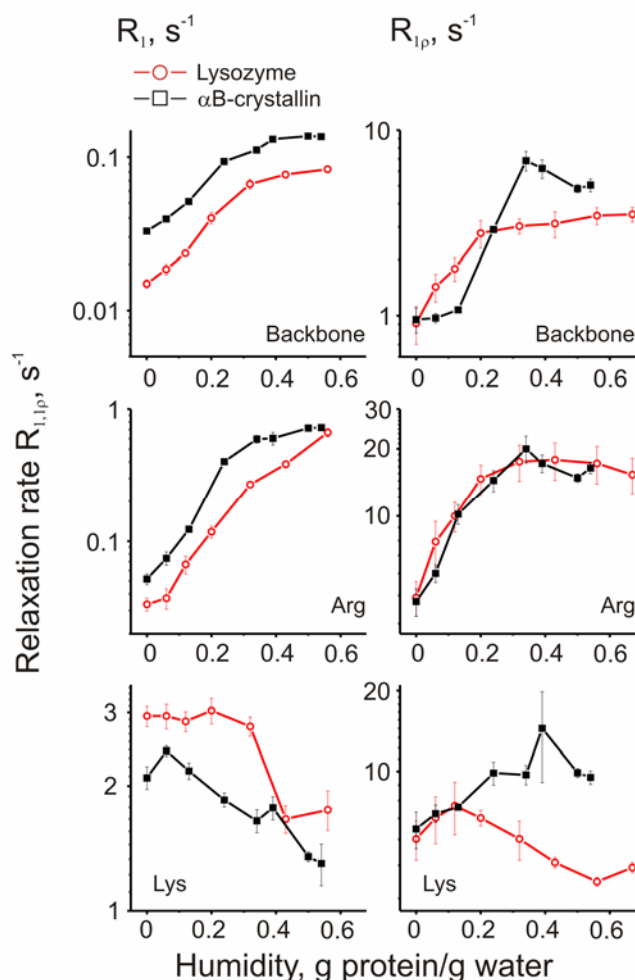 R₁, s⁻¹
R₁ρ, s⁻¹
Lysozyme
αB-crystallin
Relaxation rate R₁,₁ρ, s⁻¹
0.1
0.01
0 0.2 0.4 0.6
Backbone
10
1
0 0.2 0.4 0.6
Backbone
1
0.1
0 0.2 0.4 0.6
Arg
30
20
10
0 0.2 0.4 0.6
Arg
3
2
1
0 0.2 0.4 0.6
Lys
20
10
0 0.2 0.4 0.6
Lys
Humidity, g protein/g water